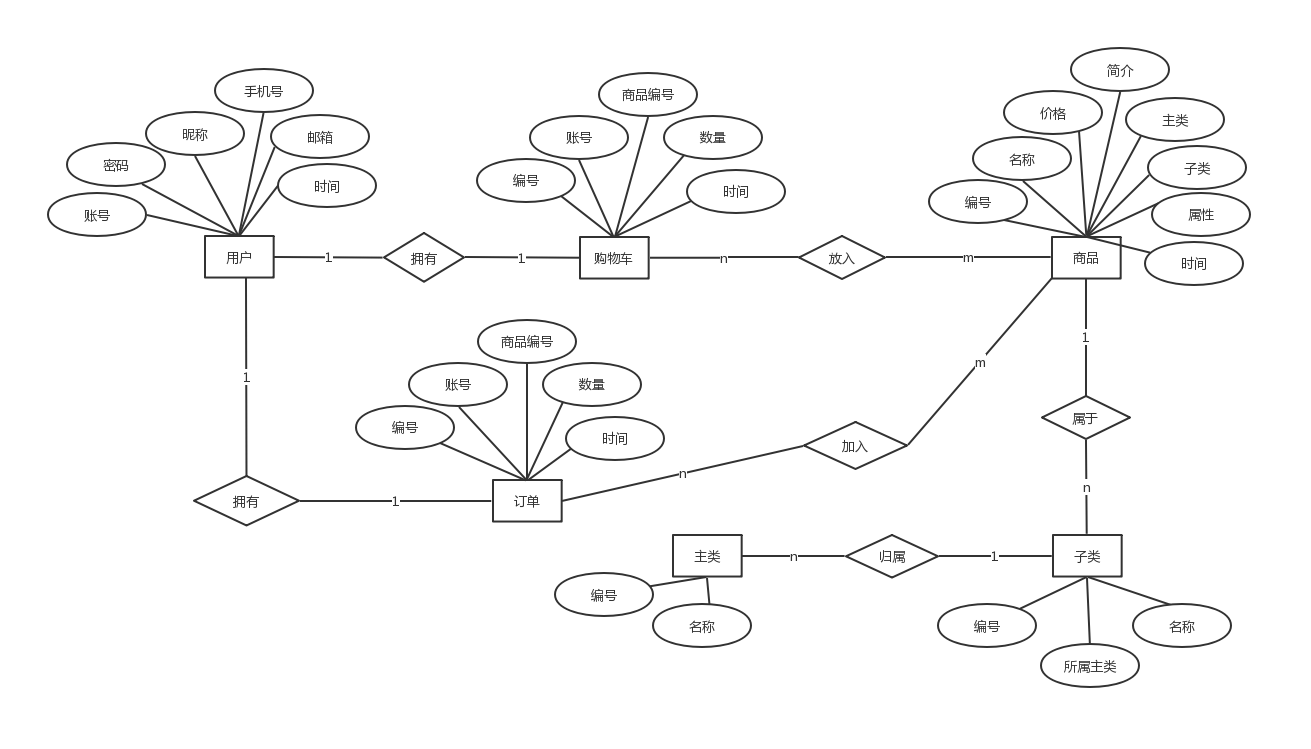 手机号
昵称
邮箱
密码
时间
账号
用户
商品编号
账号
数量
编号
时间
购物车
简介
价格
主类
名称
子类
编号
属性
时间
商品
1
拥有
1
n
放入
m
1
商品编号
账号
数量
编号
时间
订单
拥有
1
n
加入
m
1
属于
n
主类
n
归属
1
子类
编号
名称
编号
所属主类
名称